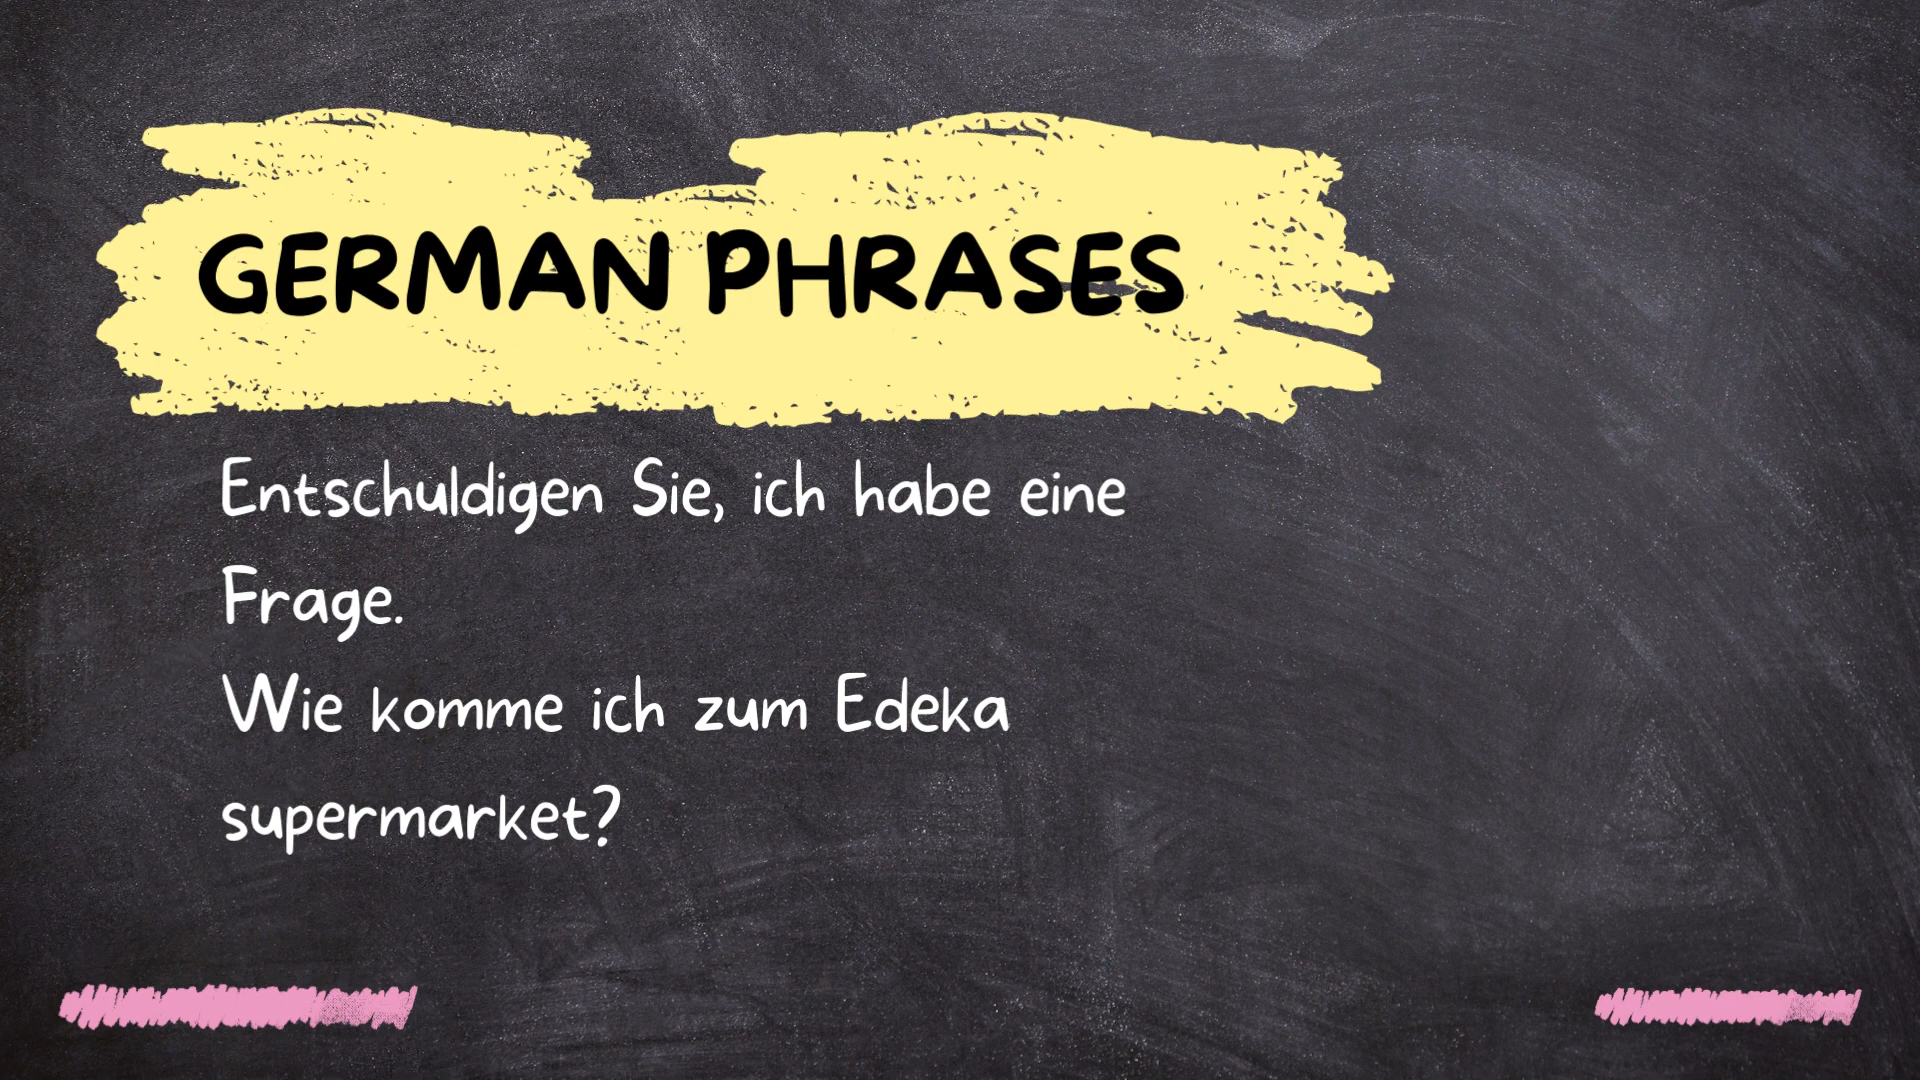 GERMAN PHRASES
Entschuldigen Sie, ich habe eine
Frage.
Wie komme ich zum Edeka
supermarket?